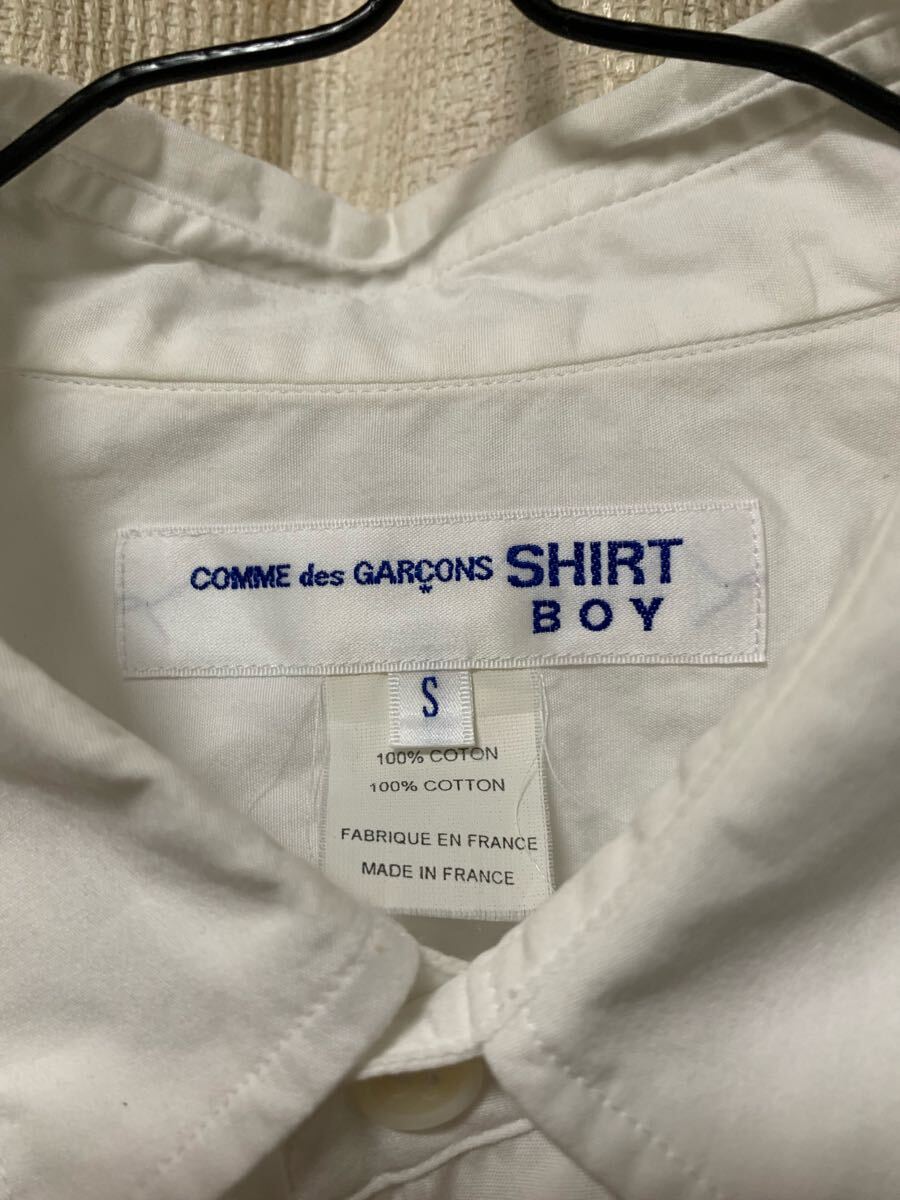 COMME des GARÇONS SHIRT
BOY
S
100% COTON
100% COTTON
FABRIQUE EN FRANCE
MADE IN FRANCE